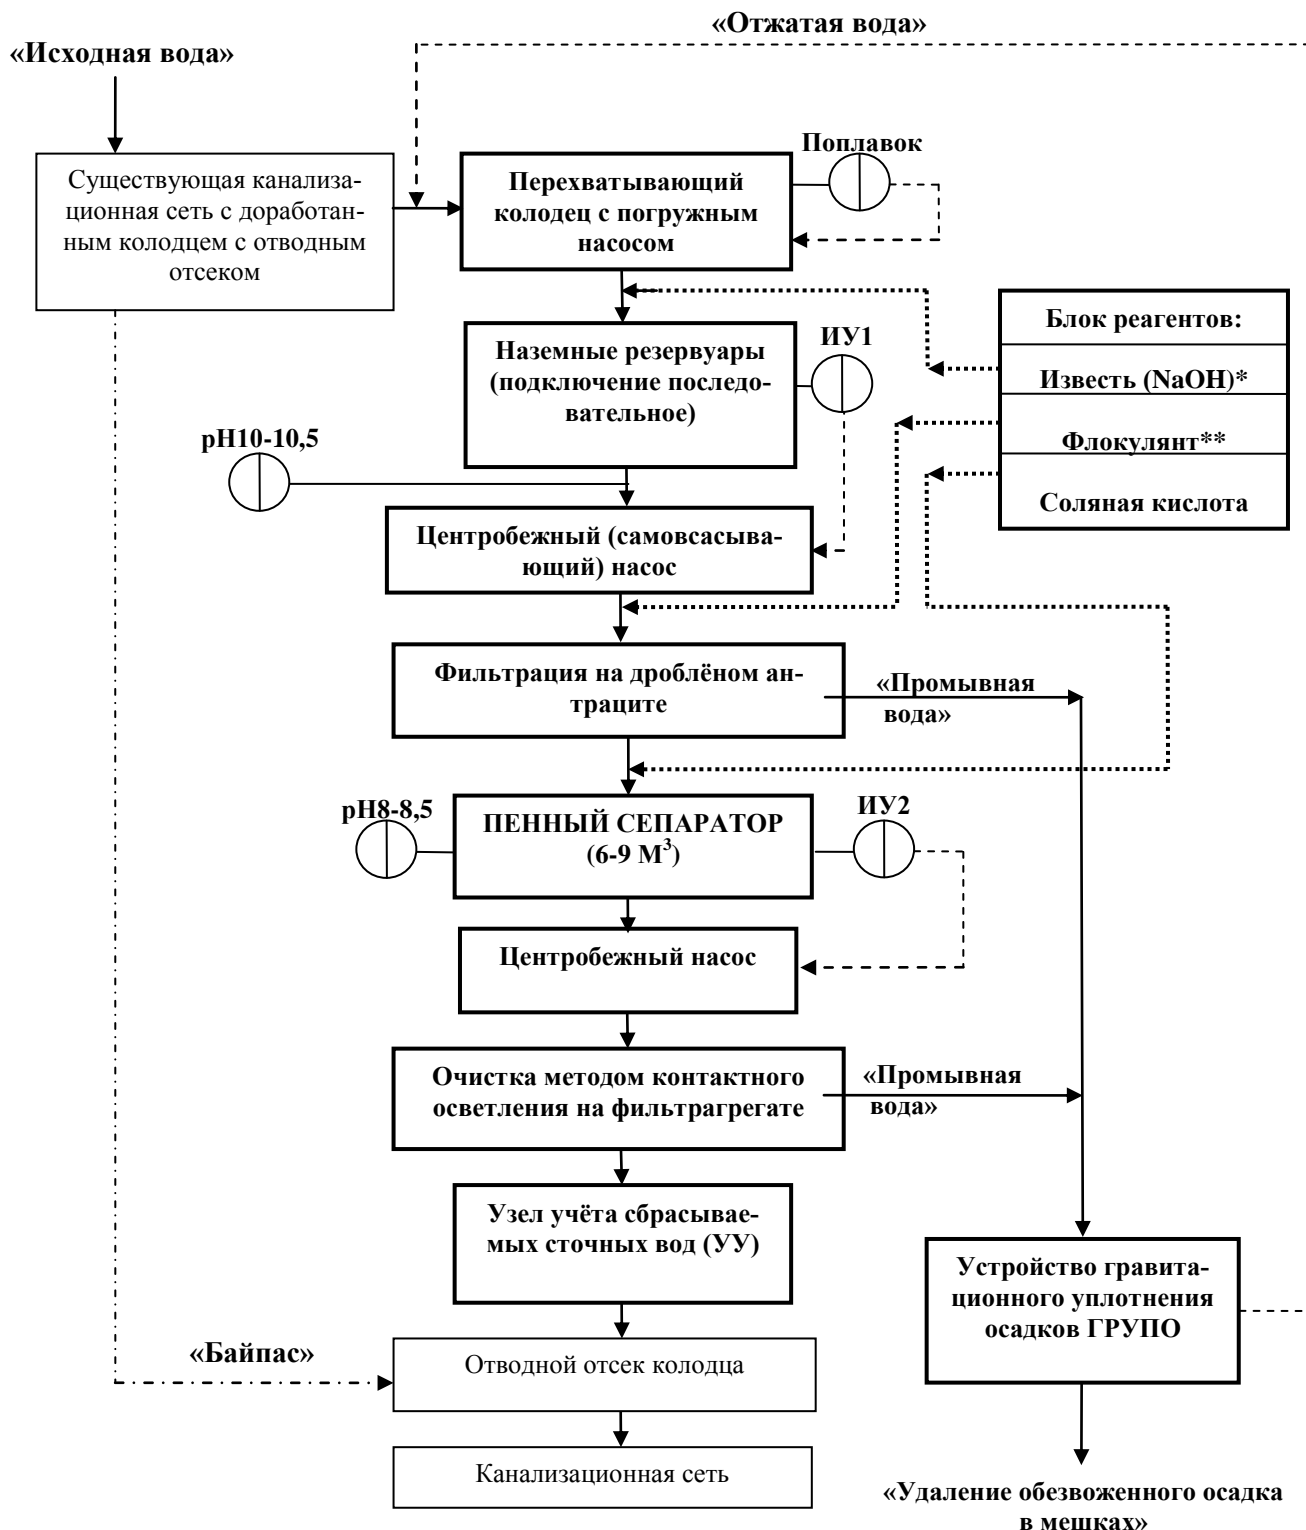 «Отжатая вода»
«Исходная вода»
Поплавок
Существующая канализа-
ционная сеть с доработан-
ным колодцем с отводным
отсеком
Перехватывающий
колодец с погружным
насосом
Блок реагентов:
Известь (NaOH)*
Флокулянт**
Соляная кислота
ИУ1
Наземные резервуары
(подключение последо-
вательное)
pH10-10,5
Центробежный (самовсасыва-
ющий) насос
Фильтрация на дроблёном ан-
траците
«Промывная
вода»
pH8-8,5
ПЕННЫЙ СЕПАРАТОР
(6-9 М³)
ИУ2
Центробежный насос
Очистка методом контактного
осветления на фильтрагрегате
«Промывная
вода»
Узел учёта сбрасывае-
мых сточных вод (УУ)
Устройство гравита-
ционного уплотнения
осадков ГРУПО
«Байпас»
Отводной отсек колодца
Канализационная сеть
«Удаление обезвоженного осадка
в мешках»